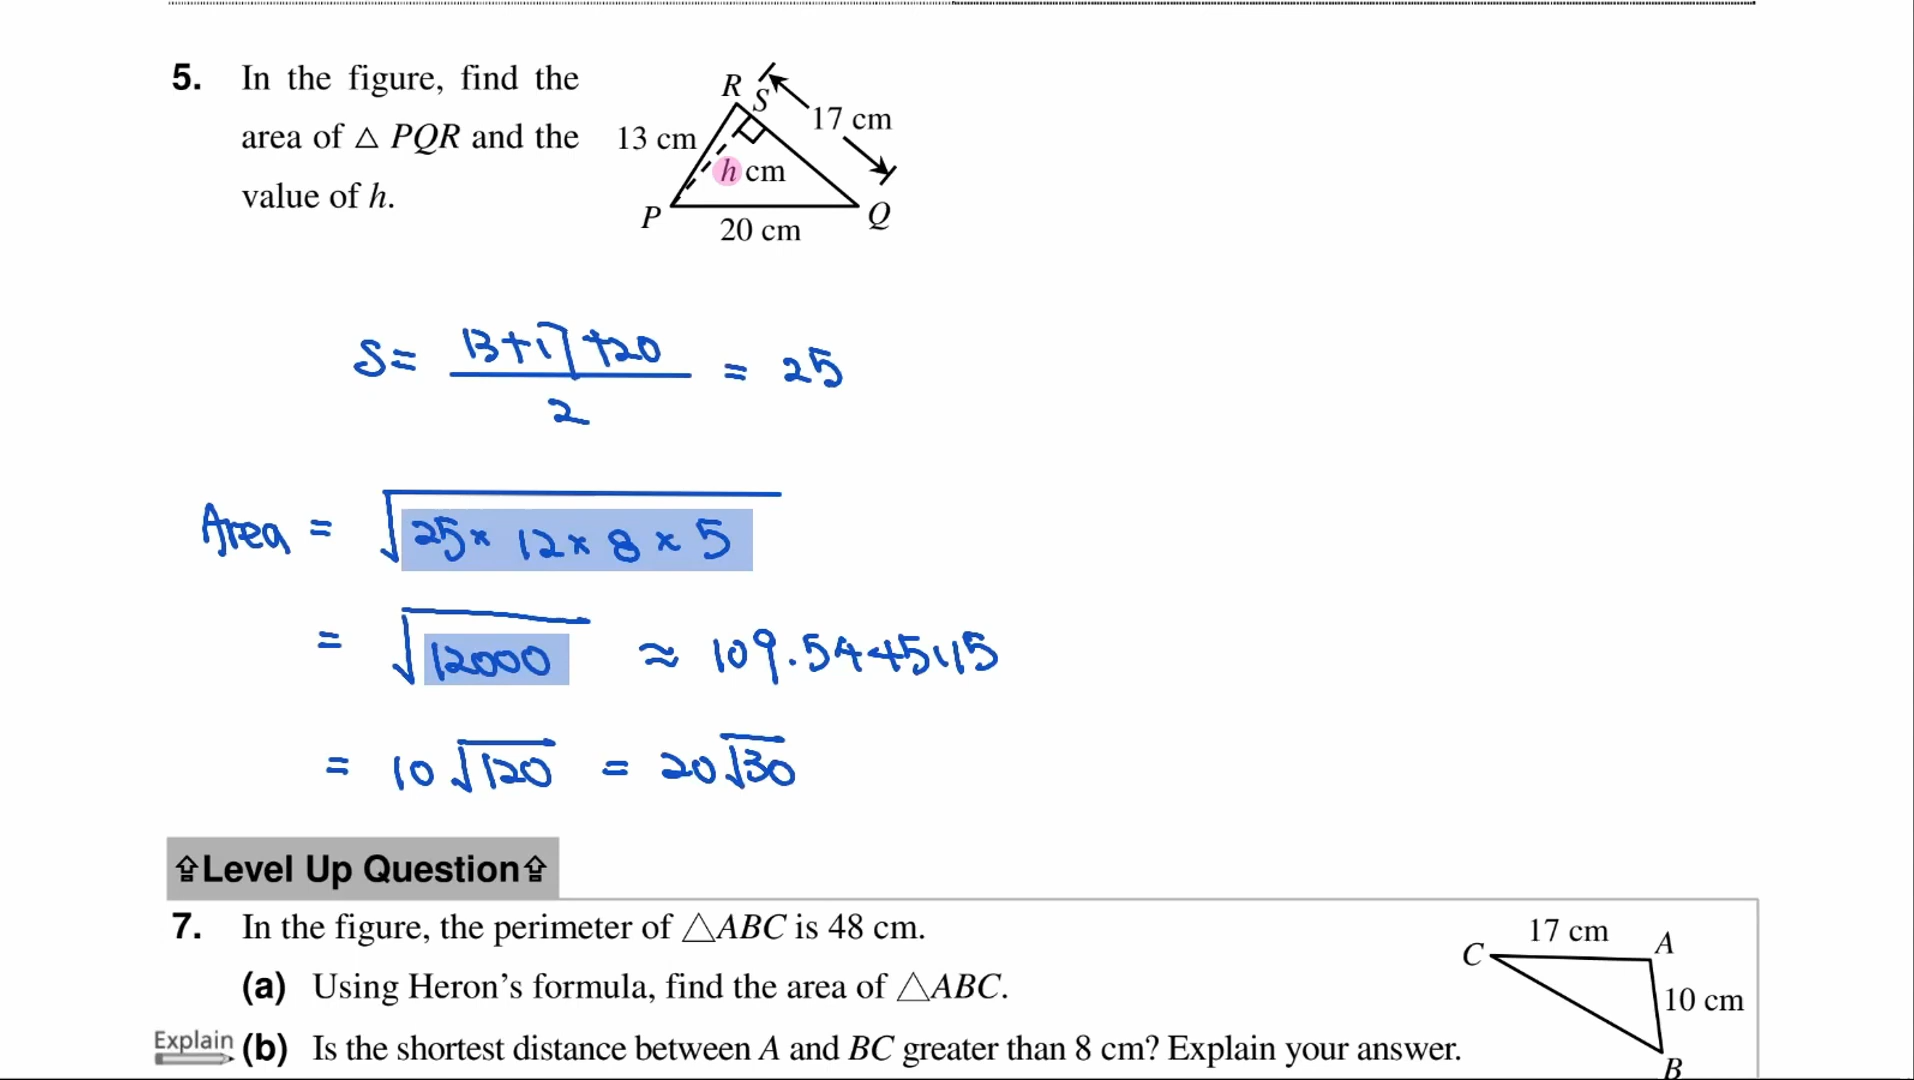 5. In the figure, find the
area of △ PQR and the
value of h.
R
S
17 cm
13 cm
h cm
P
Q
20 cm
S = 13+17+20 / 2 = 25
Area = √25 × 12 × 8 × 5
= √12000 ≈ 109.5445115
= 10√120 = 20√30
⇧Level Up Question⇧
7. In the figure, the perimeter of △ABC is 48 cm.
(a) Using Heron's formula, find the area of △ABC.
Explain (b) Is the shortest distance between A and BC greater than 8 cm? Explain your answer.
17 cm
C
A
10 cm
B